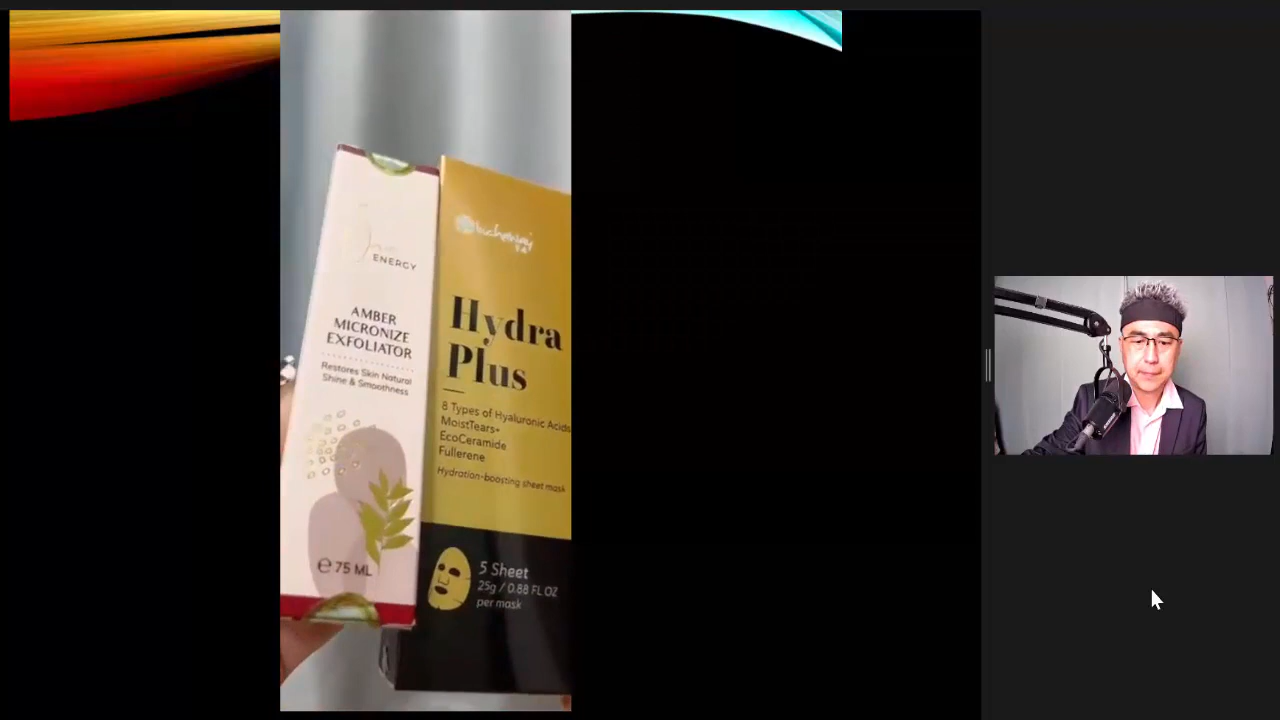 ENERGY
AMBER
MICRONIZE
EXFOLIATOR
Restores Skin Natural
Shine & Smoothness
℮ 75 ML
Hydra
Plus
8 Types of Hyaluronic Acids
MoistTears+
EcoCeramide
Fullerene
Hydration-boosting sheet mask
5 Sheet
25g / 0.88 FL OZ
per mask